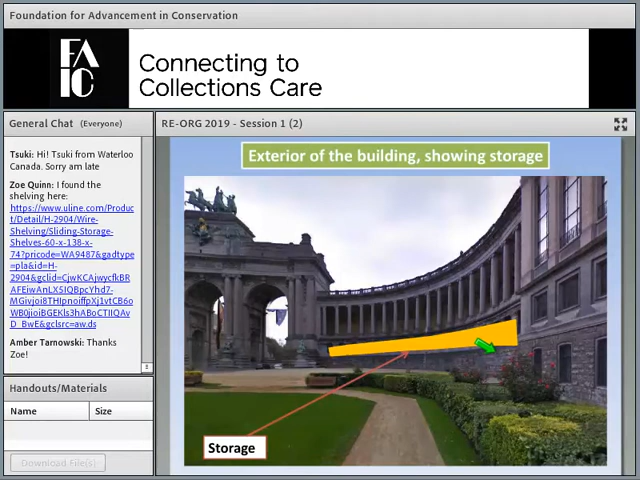 Foundation for Advancement in Conservation
FA
IC
Connecting to
Collections Care
General Chat (Everyone)
RE-ORG 2019 - Session 1 (2)
Tsuki: Hi! Tsuki from Waterloo
Canada. Sorry am late
Zoe Quinn: I found the
shelving here:
https://www.uline.com/Produc
t/Detail/H-2904/Wire-
Shelving/Sliding-Storage-
Shelves-60-x-138-x-
74?pricode=WA9487&gadtype
=pla&id=H-
2904&gclid=CjwKCAjwycfkBR
AFEiwAnLX5IQBpcYhd7-
MGivjoi8THIpnoiffpXj1vtCB6o
WB0jioiBGEKls3hABoCTIIQAv
D_BwE&gclsrc=aw.ds
Amber Tarnowski: Thanks
Zoe!
Exterior of the building, showing storage
Storage
Handouts/Materials
Name
Size
Download File(s)